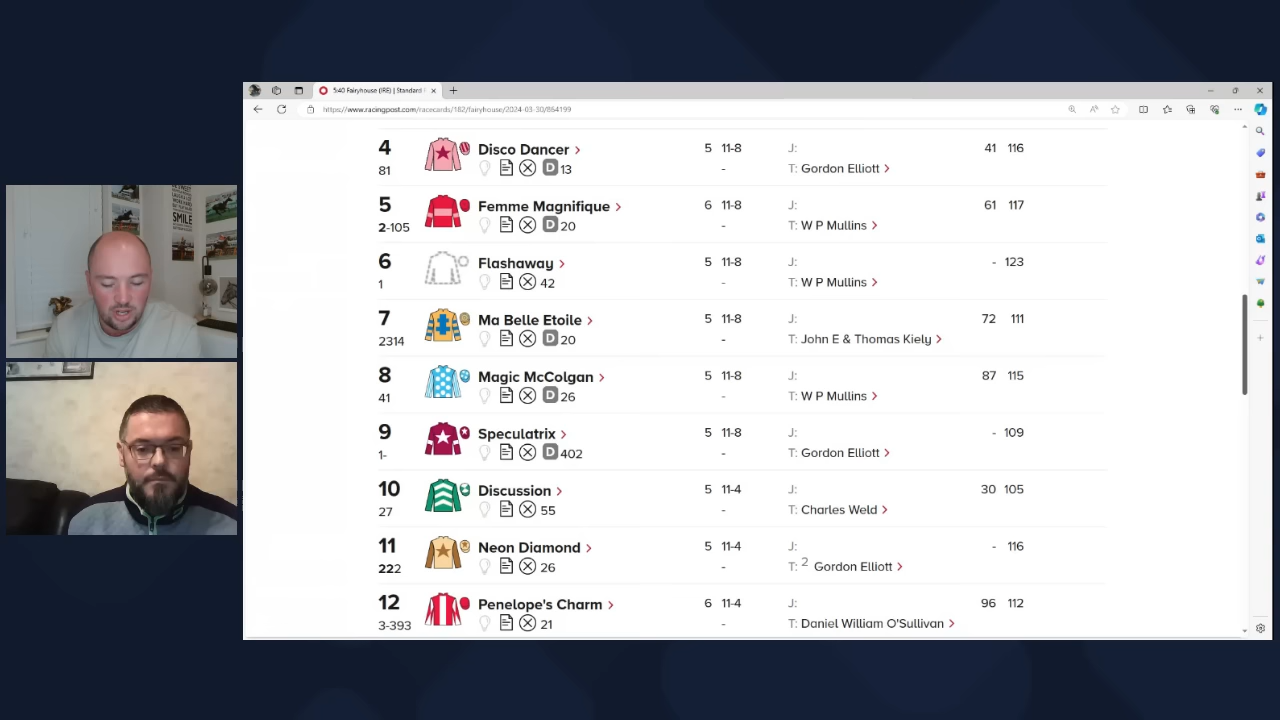 SMILE
5:40 Fairyhouse (IRE) | Standard
https://www.racingpost.com/racecards/182/fairyhouse/2024-03-30/864199
4 Disco Dancer 5 11-8 J: 41 116
81 D 13 - T: Gordon Elliott
5 Femme Magnifique 6 11-8 J: 61 117
2-105 D 20 - T: W P Mullins
6 Flashaway 5 11-8 J: - 123
1 42 - T: W P Mullins
7 Ma Belle Etoile 5 11-8 J: 72 111
2314 D 20 - T: John E & Thomas Kiely
8 Magic McColgan 5 11-8 J: 87 115
41 D 26 - T: W P Mullins
9 Speculatrix 5 11-8 J: - 109
1- D 402 - T: Gordon Elliott
10 Discussion 5 11-4 J: 30 105
27 55 - T: Charles Weld
11 Neon Diamond 5 11-4 J: - 116
222 26 - T: 2 Gordon Elliott
12 Penelope's Charm 6 11-4 J: 96 112
3-393 21 - T: Daniel William O'Sullivan